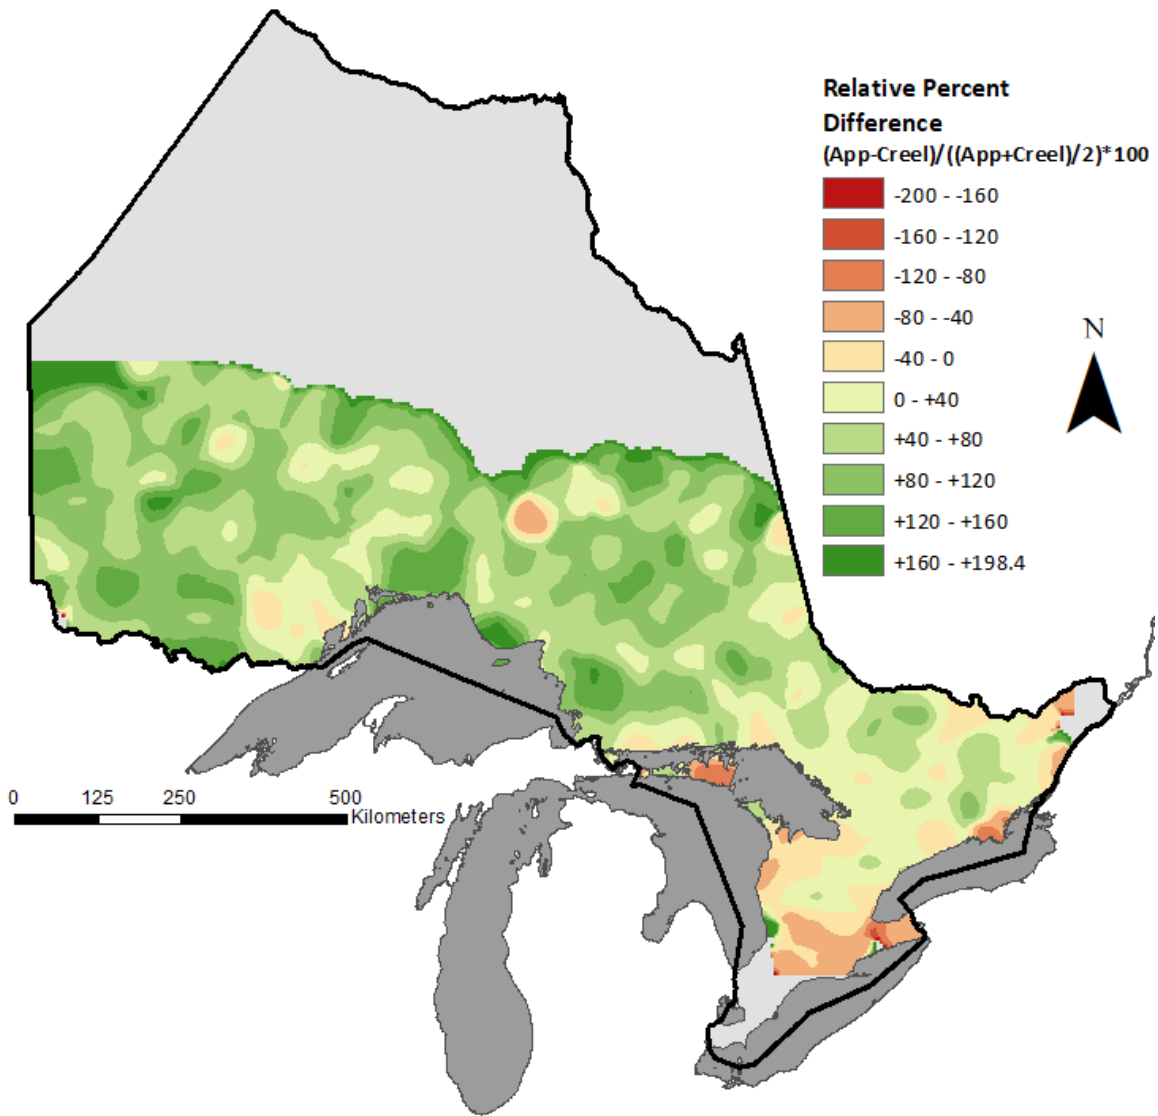 Relative Percent
Difference
(App-Creel)/((App+Creel)/2)*100
-200 - -160
-160 - -120
-120 - -80
-80 - -40
-40 - 0
0 - +40
+40 - +80
+80 - +120
+120 - +160
+160 - +198.4
N
0 125 250 500
Kilometers